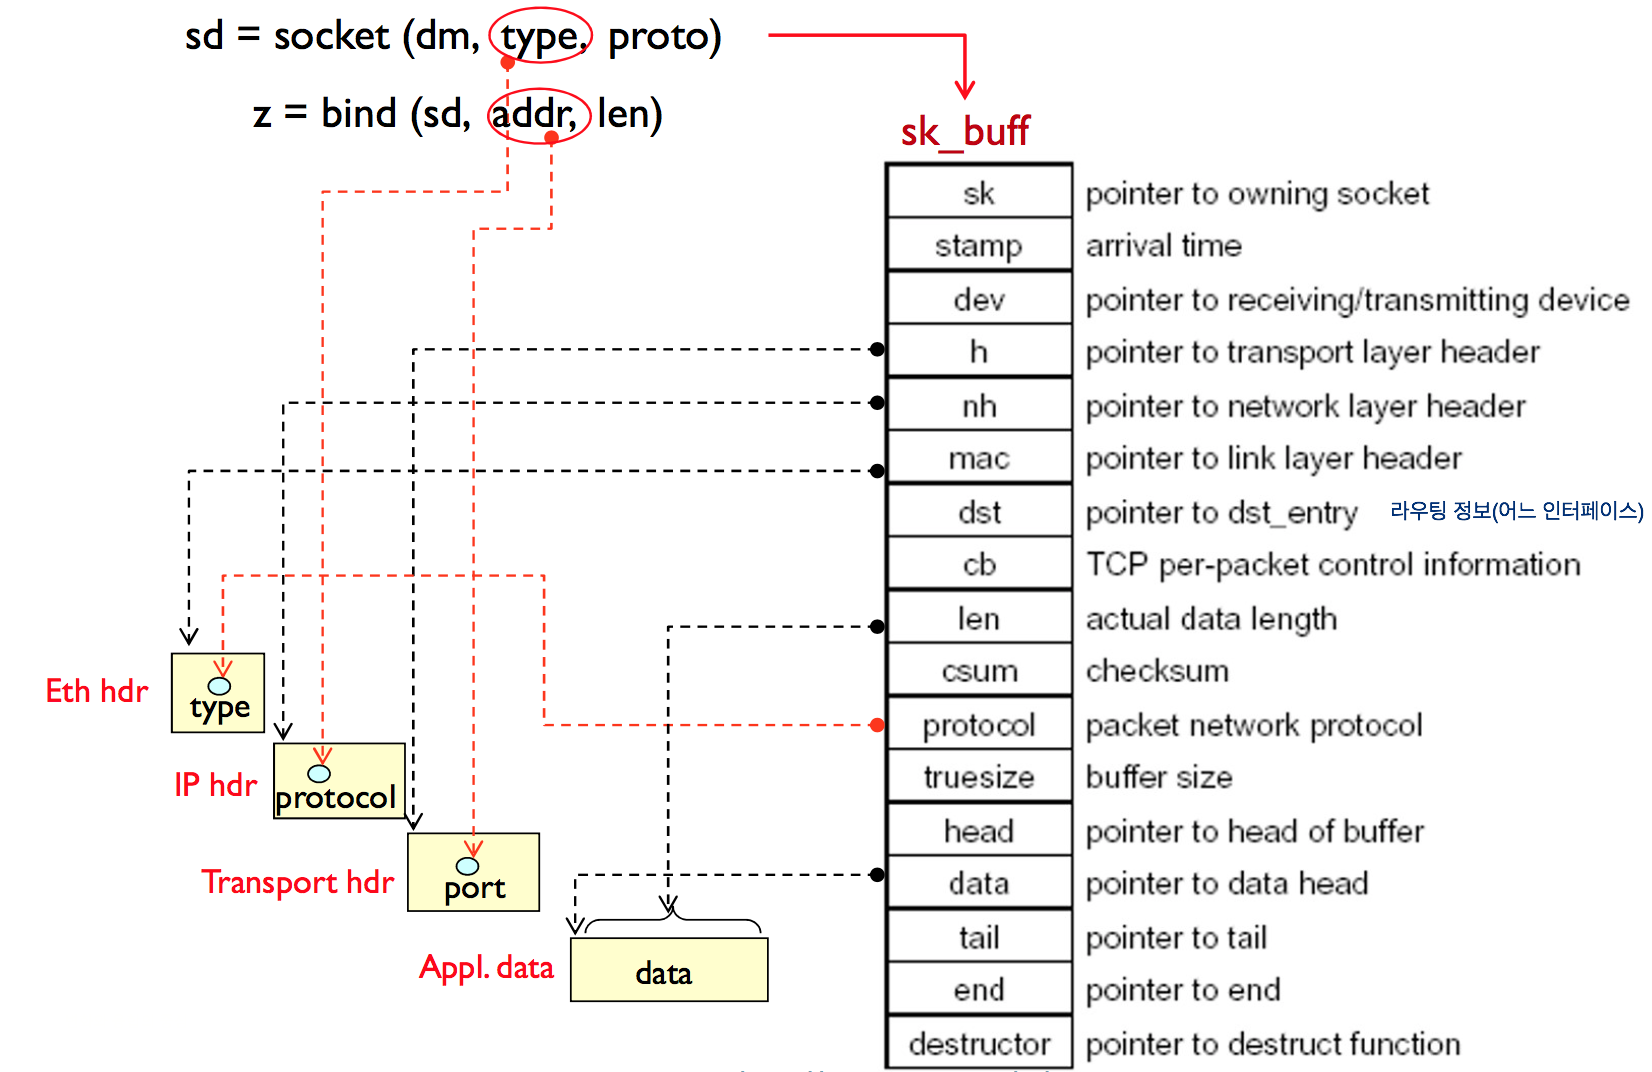 sd = socket (dm, type, proto)
z = bind (sd, addr, len)
sk_buff
sk pointer to owning socket
stamp arrival time
dev pointer to receiving/transmitting device
h pointer to transport layer header
nh pointer to network layer header
mac pointer to link layer header
dst pointer to dst_entry 라우팅 정보(어느 인터페이스)
cb TCP per-packet control information
len actual data length
csum checksum
protocol packet network protocol
truesize buffer size
head pointer to head of buffer
data pointer to data head
tail pointer to tail
end pointer to end
destructor pointer to destruct function
Eth hdr
type
IP hdr
protocol
Transport hdr
port
Appl. data
data